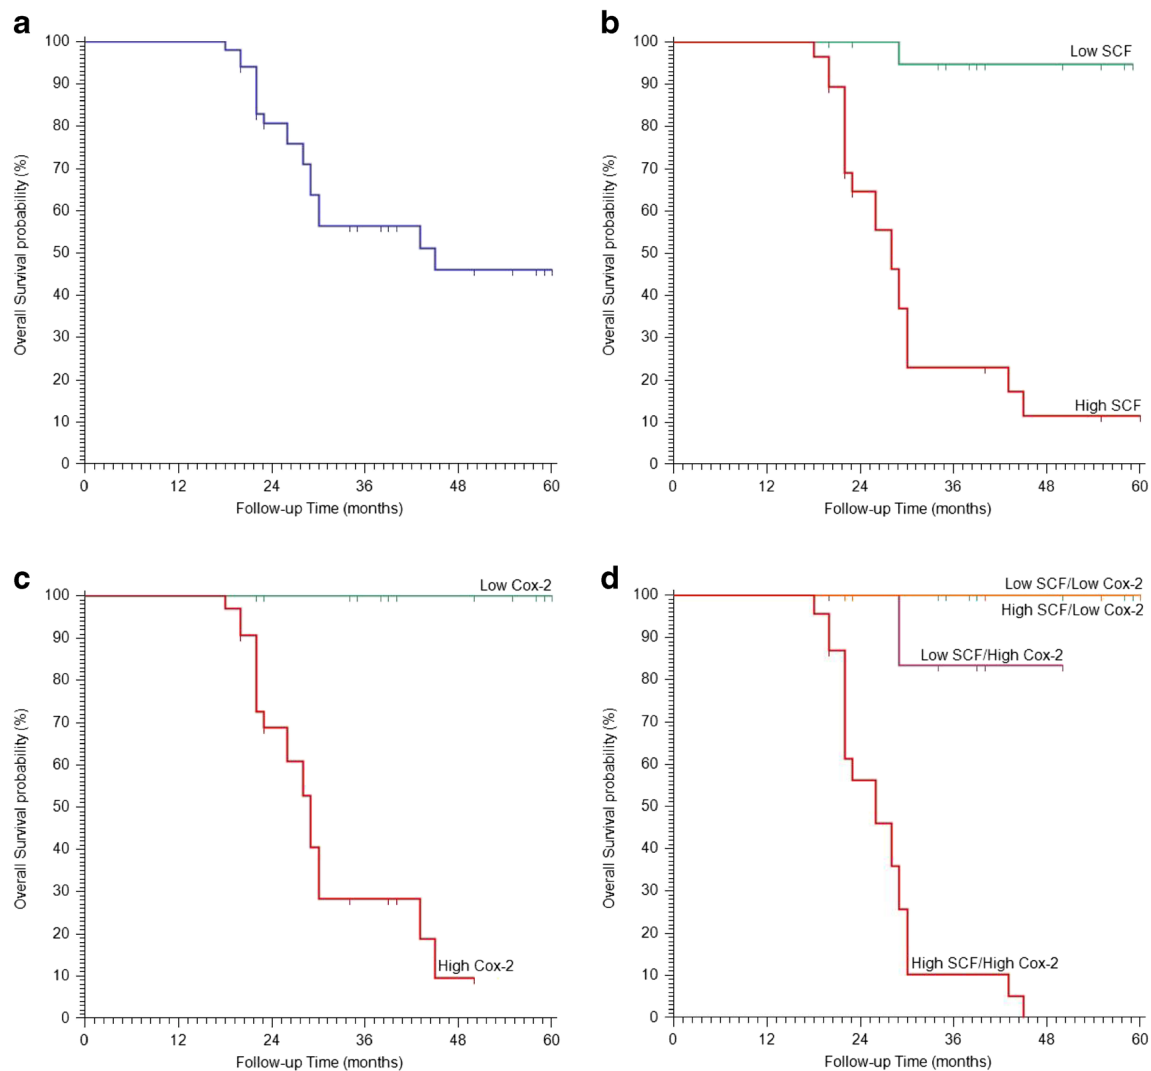 a
100
90
80
70
60
50
40
30
20
10
0
Overall Survival probability (%)
0 12 24 36 48 60
Follow-up Time (months)
b
100
90
80
70
60
50
40
30
20
10
0
Overall Survival probability (%)
Low SCF
High SCF
0 12 24 36 48 60
Follow-up Time (months)
c
100
90
80
70
60
50
40
30
20
10
0
Overall Survival probability (%)
Low Cox-2
High Cox-2
0 12 24 36 48 60
Follow-up Time (months)
d
100
90
80
70
60
50
40
30
20
10
0
Overall Survival probability (%)
Low SCF/Low Cox-2
High SCF/Low Cox-2
Low SCF/High Cox-2
High SCF/High Cox-2
0 12 24 36 48 60
Follow-up Time (months)